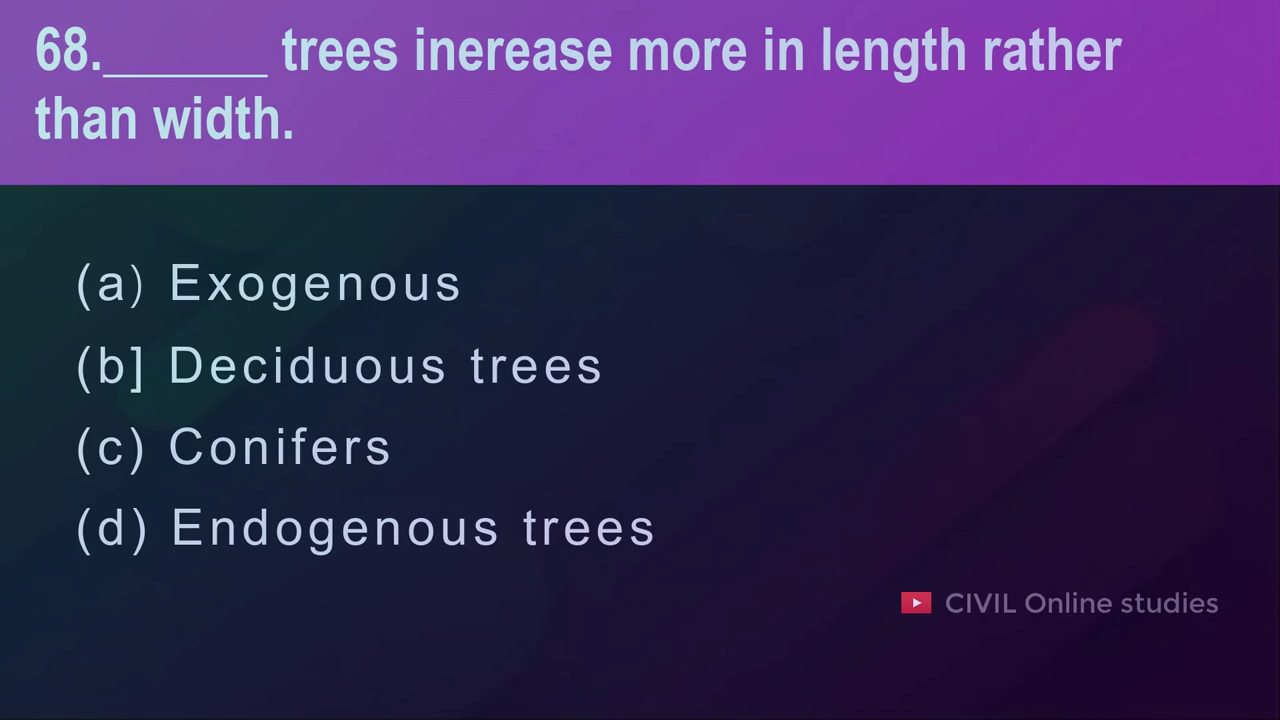 68.______ trees inerease more in length rather
than width.
(a) Exogenous
(b] Deciduous trees
(c) Conifers
(d) Endogenous trees
CIVIL Online studies